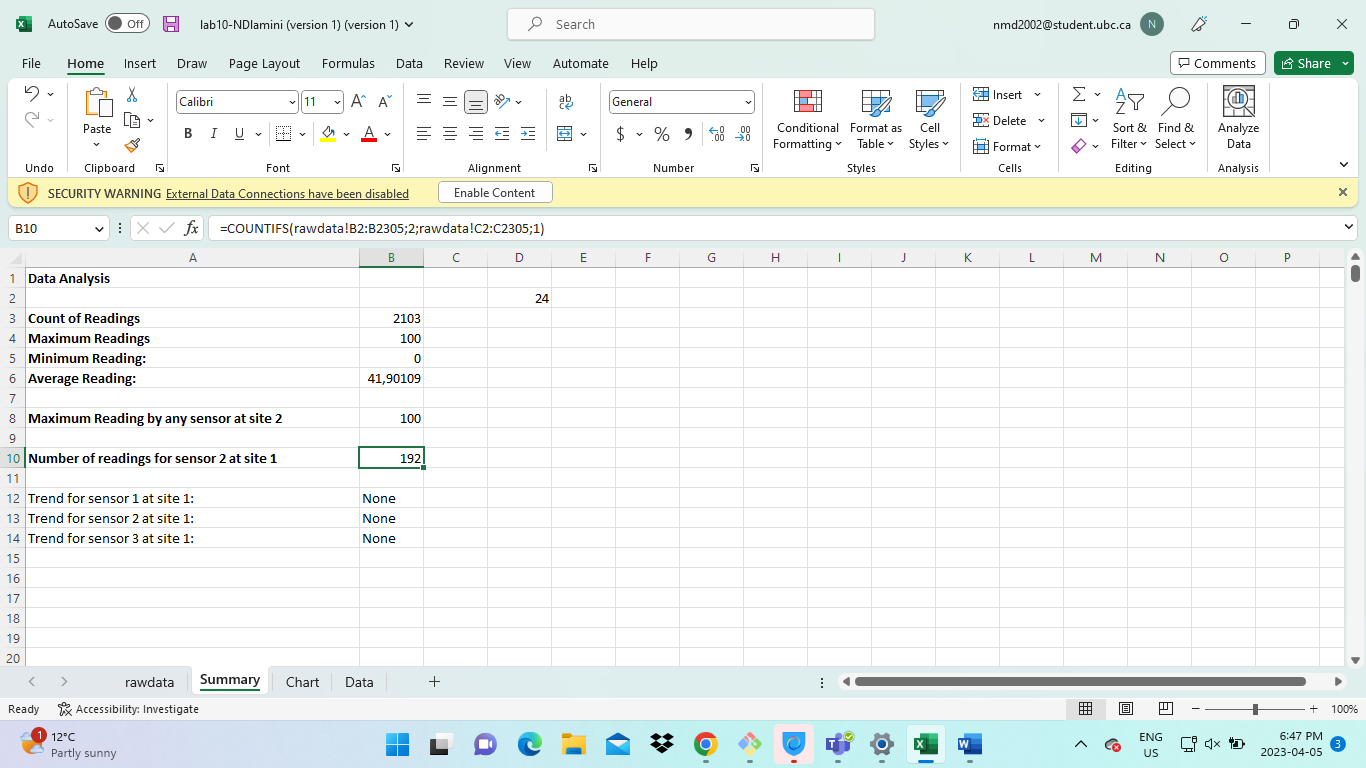 AutoSave Off lab10-NDlamini (version 1) (version 1) Search nmd2002@student.ubc.ca N
File Home Insert Draw Page Layout Formulas Data Review View Automate Help Comments Share
Calibri 11 A A ab General Insert Σ A Z
Paste B I U A $ % Conditional Formatting Format as Table Cell Styles Delete Sort & Filter Find & Select Analyze Data
Format
Undo Clipboard Font Alignment Number Styles Cells Editing Analysis
SECURITY WARNING External Data Connections have been disabled Enable Content
B10 fx =COUNTIFS(rawdata!B2:B2305;2;rawdata!C2:C2305;1)
A B C D E F G H I J K L M N O P
1 Data Analysis
2 24
3 Count of Readings 2103
4 Maximum Readings 100
5 Minimum Reading: 0
6 Average Reading: 41,90109
7
8 Maximum Reading by any sensor at site 2 100
9
10 Number of readings for sensor 2 at site 1 192
11
12 Trend for sensor 1 at site 1: None
13 Trend for sensor 2 at site 1: None
14 Trend for sensor 3 at site 1: None
15
16
17
18
19
20
rawdata Summary Chart Data
Ready Accessibility: Investigate 100%
1 12°C ENG 6:47 PM
Partly sunny US 2023-04-05 3